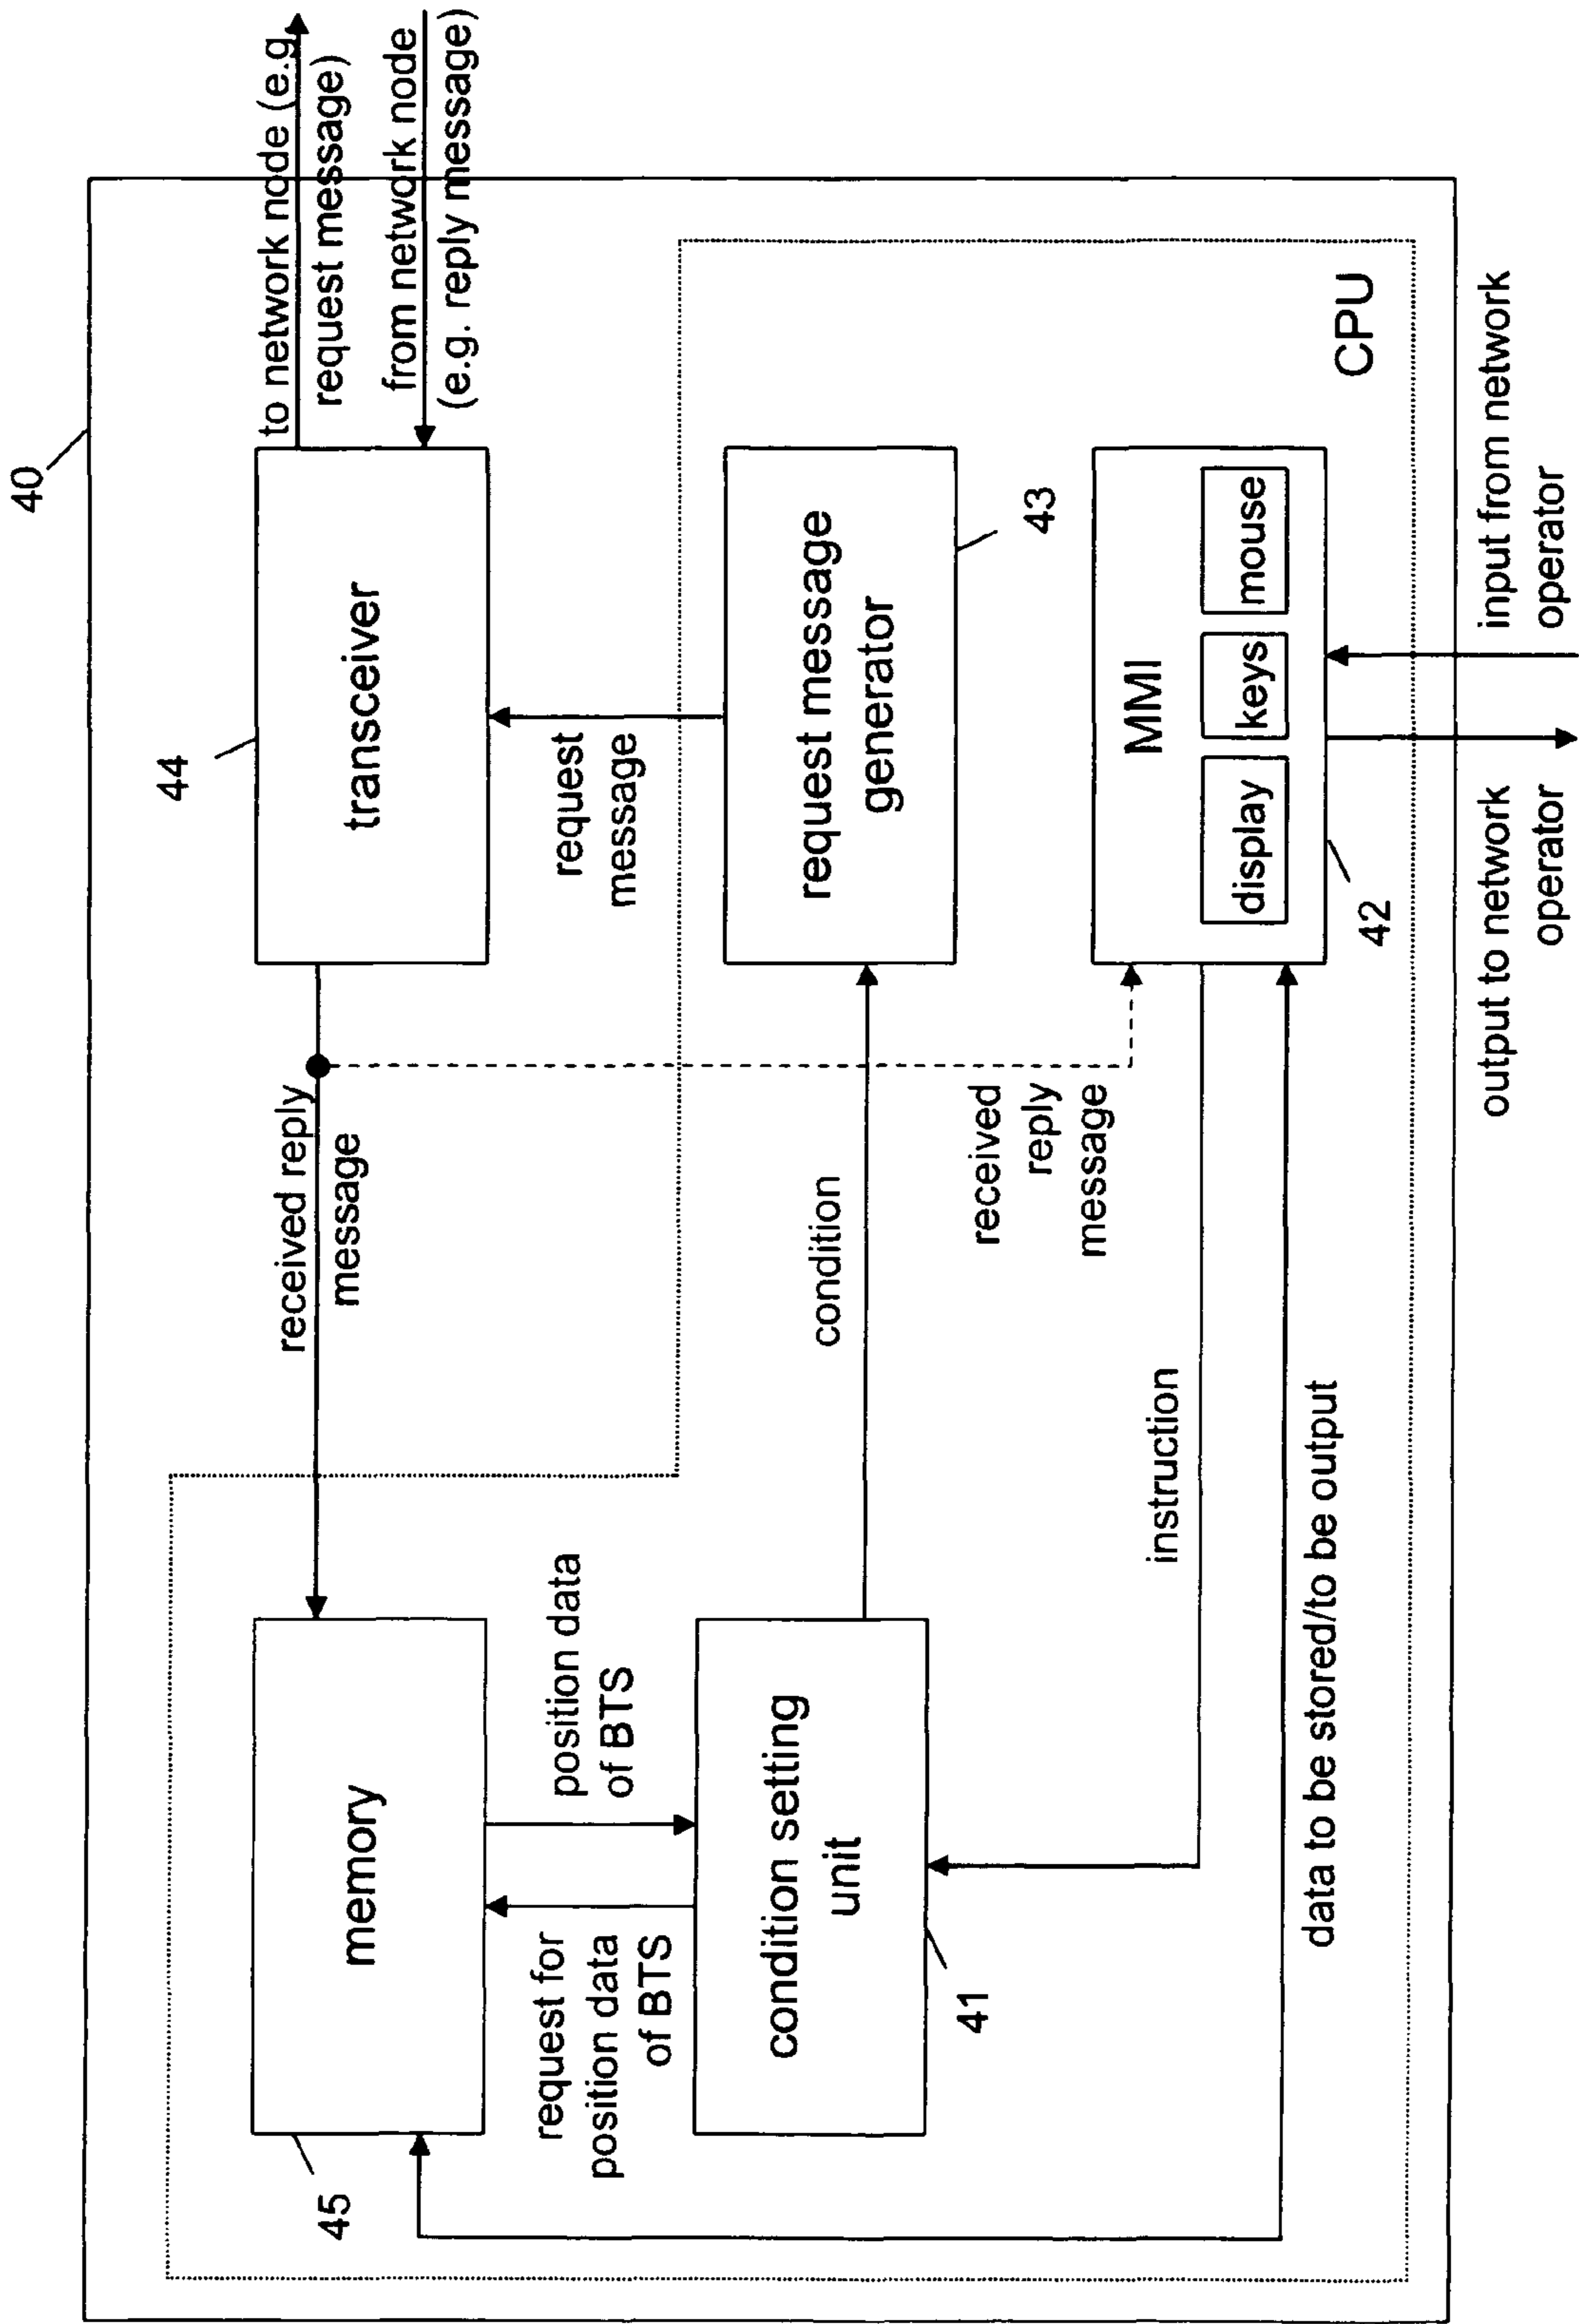 40
to network node (e.g
request message)
from network node
(e.g. reply message)
44
transceiver
received reply
message
45
memory
request
message
position data
of BTS
request for
position data
of BTS
43
request message
generator
condition
condition setting
unit
41
received
reply
message
MMI
display
keys
mouse
42
instruction
data to be stored/to be output
CPU
input from network
operator
output to network
operator